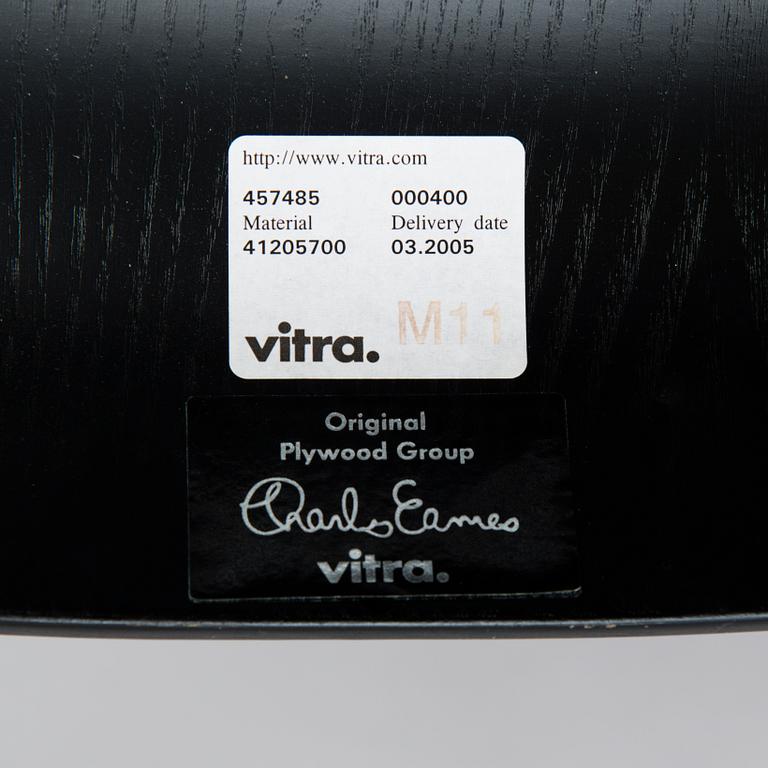 http://www.vitra.com
457485 000400
Material Delivery date
41205700 03.2005
vitra. M11
Original
Plywood Group
Charles Eames
vitra.